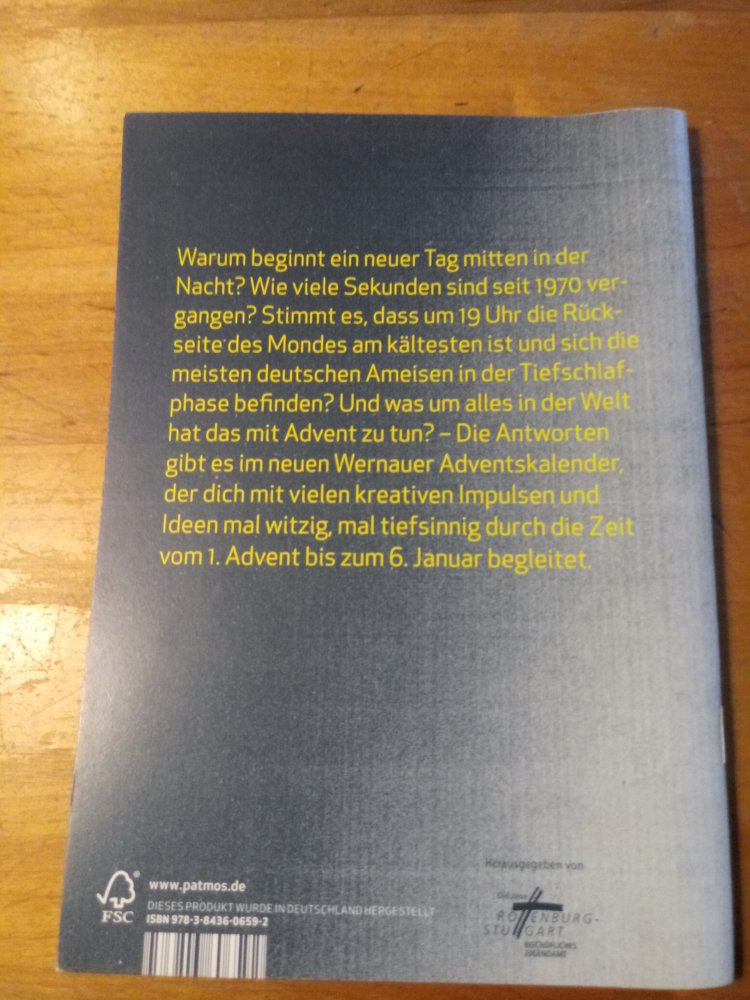 Warum beginnt ein neuer Tag mitten in der
Nacht? Wie viele Sekunden sind seit 1970 ver-
gangen? Stimmt es, dass um 19 Uhr die Rück-
seite des Mondes am kältesten ist und sich die
meisten deutschen Ameisen in der Tiefschlaf-
phase befinden? Und was um alles in der Welt
hat das mit Advent zu tun? – Die Antworten
gibt es im neuen Wernauer Adventskalender,
der dich mit vielen kreativen Impulsen und
Ideen mal witzig, mal tiefsinnig durch die Zeit
vom 1. Advent bis zum 6. Januar begleitet.
FSC
www.patmos.de
DIESES PRODUKT WURDE IN DEUTSCHLAND HERGESTELLT
ISBN 978-3-8436-0659-2
Herausgegeben von
DIÖZESE
ROTTENBURG-
STUTTGART
BISCHÖFLICHES
JUGENDAMT